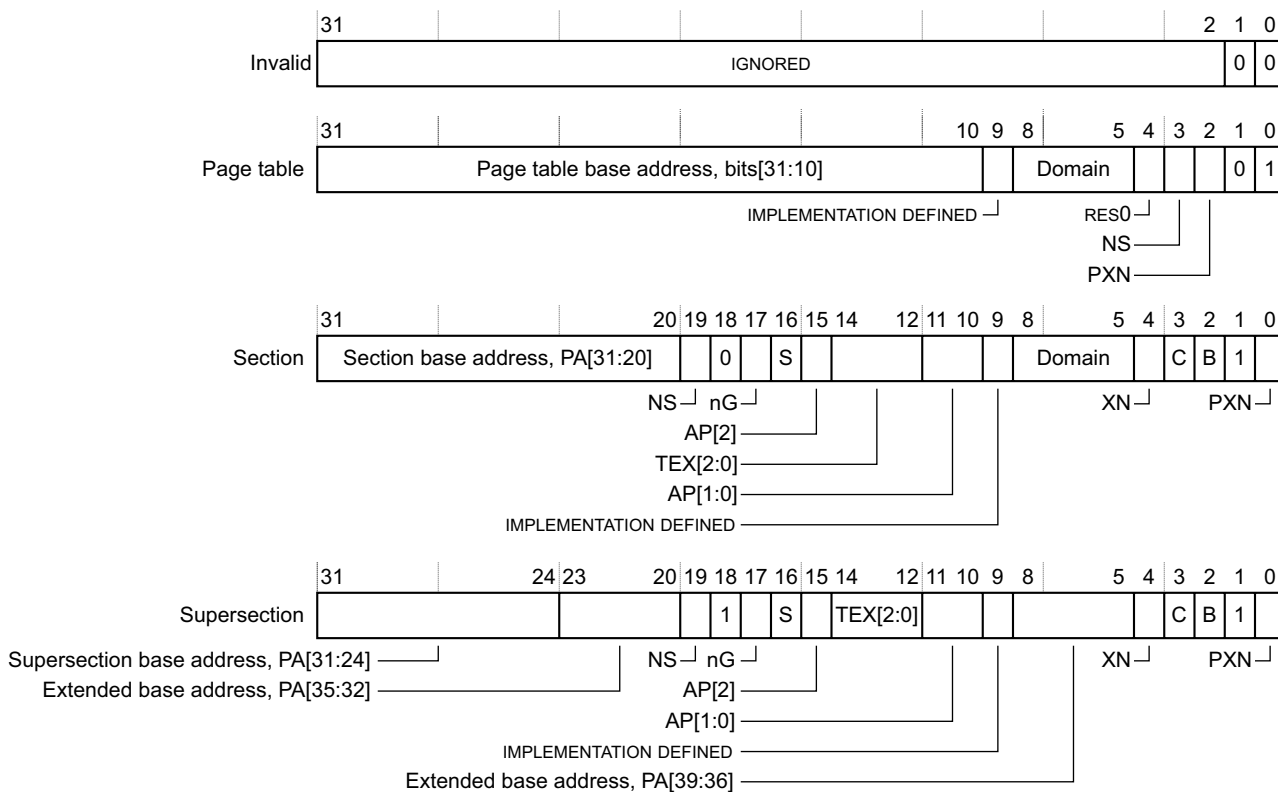 31 2 1 0
Invalid IGNORED 0 0
31 10 9 8 5 4 3 2 1 0
Page table Page table base address, bits[31:10] Domain 0 1
IMPLEMENTATION DEFINED RES0
NS
PXN
31 20 19 18 17 16 15 14 12 11 10 9 8 5 4 3 2 1 0
Section Section base address, PA[31:20] 0 S Domain C B 1
NS nG XN PXN
AP[2]
TEX[2:0]
AP[1:0]
IMPLEMENTATION DEFINED
31 24 23 20 19 18 17 16 15 14 12 11 10 9 8 5 4 3 2 1 0
Supersection 1 S TEX[2:0] C B 1
Supersection base address, PA[31:24] NS nG XN PXN
Extended base address, PA[35:32] AP[2]
AP[1:0]
IMPLEMENTATION DEFINED
Extended base address, PA[39:36]